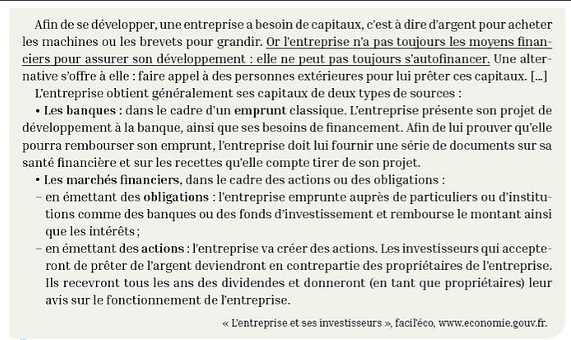 Afin de se développer, une entreprise a besoin de capitaux, c'est à dire d'argent pour acheter
les machines ou les brevets pour grandir. Or l'entreprise n'a pas toujours les moyens finan-
ciers pour assurer son développement : elle ne peut pas toujours s'autofinancer. Une alter-
native s'offre à elle : faire appel à des personnes extérieures pour lui prêter ces capitaux. [...]
L'entreprise obtient généralement ses capitaux de deux types de sources :
• Les banques : dans le cadre d'un emprunt classique. L'entreprise présente son projet de
développement à la banque, ainsi que ses besoins de financement. Afin de lui prouver qu'elle
pourra rembourser son emprunt, l'entreprise doit lui fournir une série de documents sur sa
santé financière et sur les recettes qu'elle compte tirer de son projet.
• Les marchés financiers, dans le cadre des actions ou des obligations :
– en émettant des obligations : l'entreprise emprunte auprès de particuliers ou d'institu-
tions comme des banques ou des fonds d'investissement et rembourse le montant ainsi
que les intérêts ;
– en émettant des actions : l'entreprise va créer des actions. Les investisseurs qui accepte-
ront de prêter de l'argent deviendront en contrepartie des propriétaires de l'entreprise.
Ils recevront tous les ans des dividendes et donneront (en tant que propriétaires) leur
avis sur le fonctionnement de l'entreprise.
« L'entreprise et ses investisseurs », facil'éco, www.economie.gouv.fr.